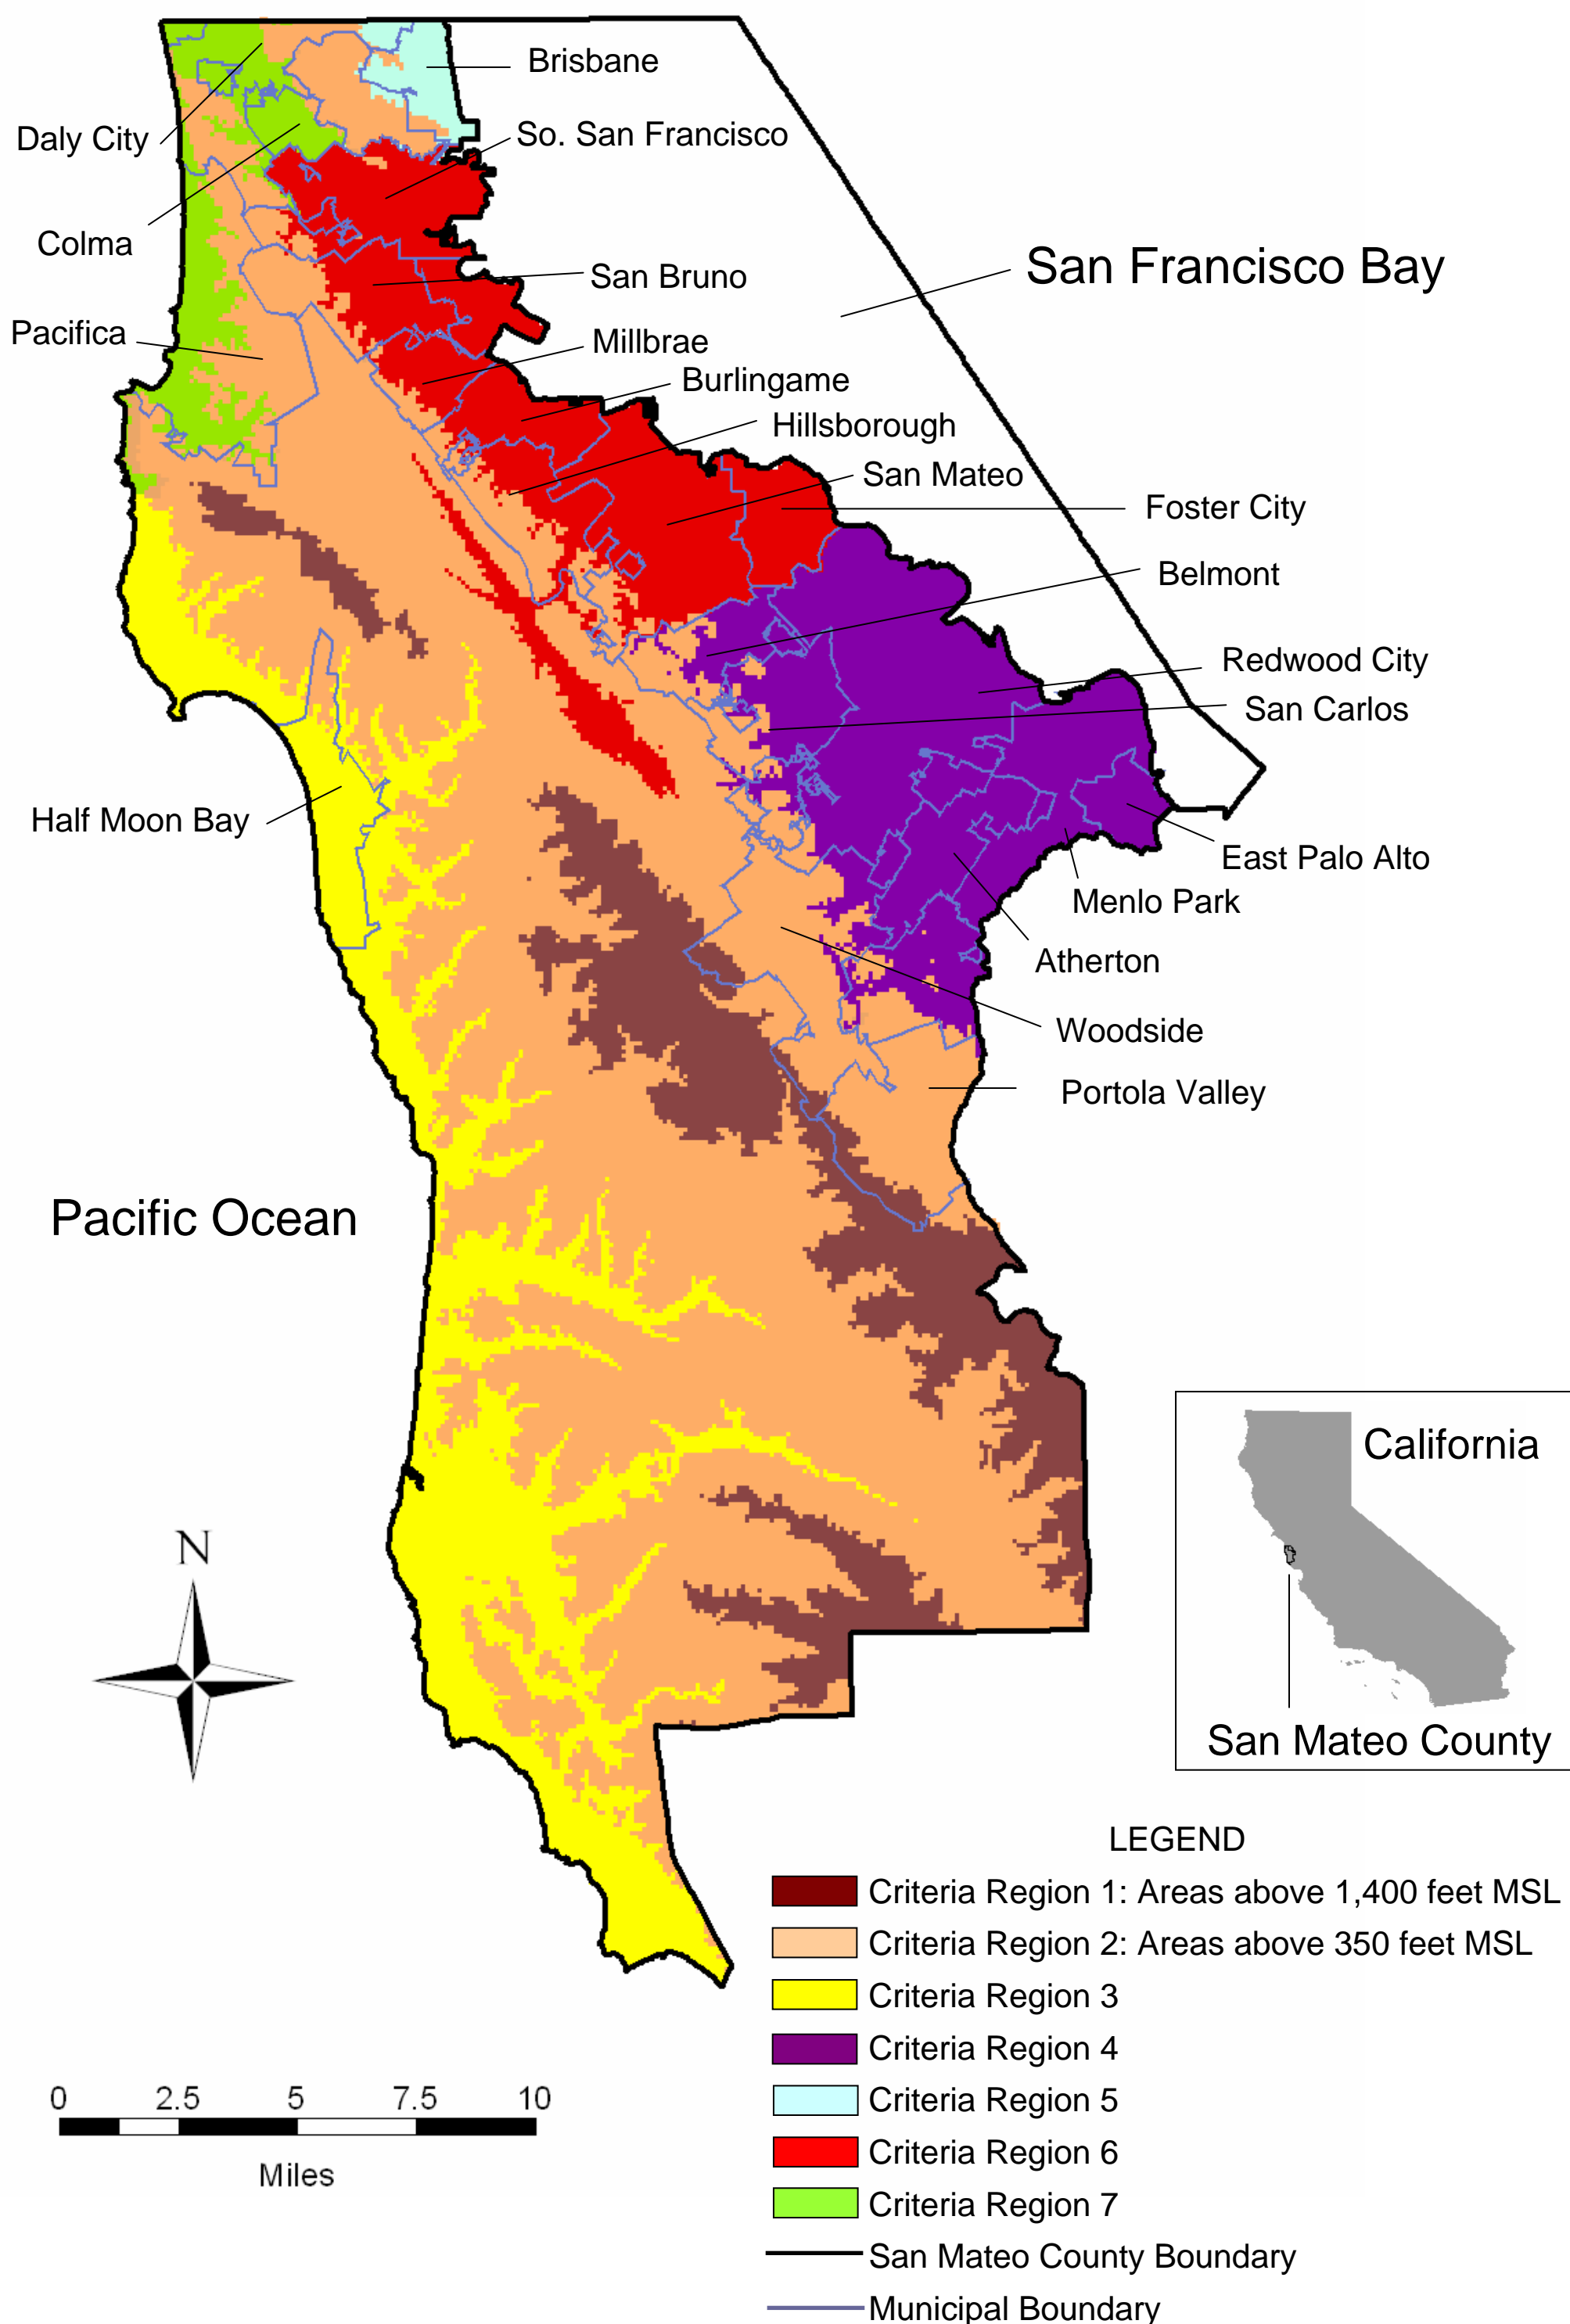 Brisbane
Daly City
So. San Francisco
Colma
San Francisco Bay
San Bruno
Pacifica
Millbrae
Burlingame
Hillsborough
San Mateo
Foster City
Belmont
Redwood City
San Carlos
Half Moon Bay
East Palo Alto
Menlo Park
Atherton
Woodside
Portola Valley
Pacific Ocean
California
N
San Mateo County
LEGEND
Criteria Region 1: Areas above 1,400 feet MSL
Criteria Region 2: Areas above 350 feet MSL
Criteria Region 3
Criteria Region 4
Criteria Region 5
Criteria Region 6
Criteria Region 7
San Mateo County Boundary
Municipal Boundary
0 2.5 5 7.5 10
Miles